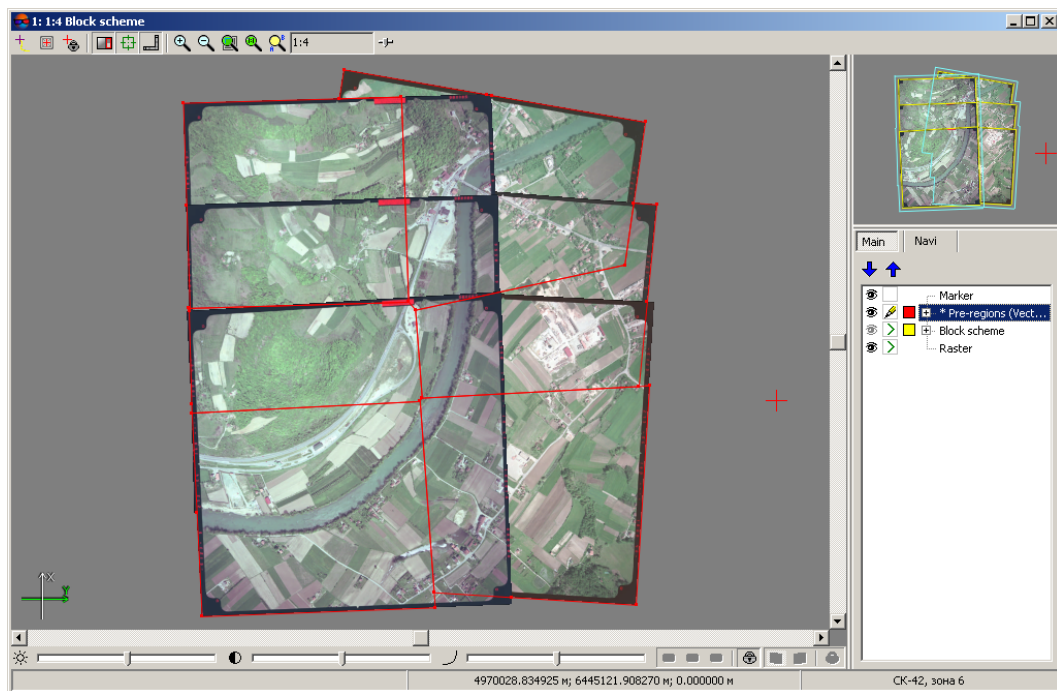 1: 1:4 Block scheme
1:4
Main
Navi
Marker
* Pre-regions (Vect...
Block scheme
Raster
X
Y
4970028.834925 м; 6445121.908270 м; 0.000000 м
СК-42, зона 6